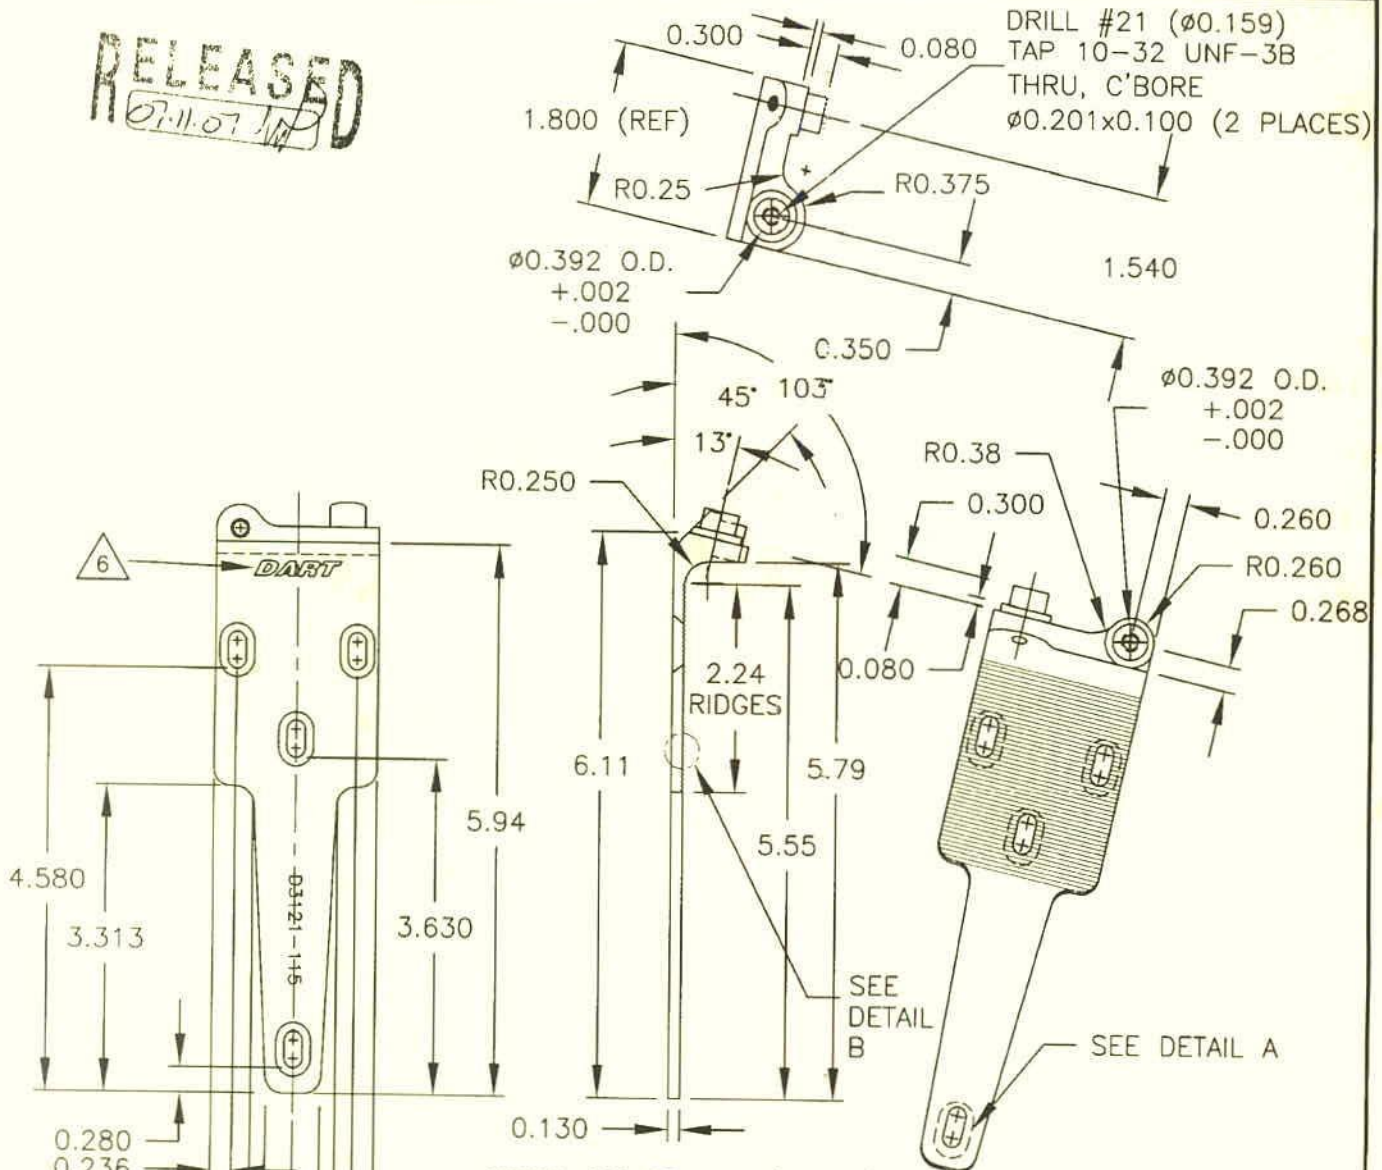 RELEASED
07.11.07
0.300
0.080
DRILL #21 (ø0.159)
TAP 10-32 UNF-3B
THRU, C'BORE
ø0.201x0.100 (2 PLACES)
1.800 (REF)
R0.25
R0.375
ø0.392 O.D.
+.002
-.000
1.540
0.350
45°
103°
13°
ø0.392 O.D.
+.002
-.000
R0.38
R0.250
0.300
0.260
6
DART
R0.260
0.268
0.080
2.24
RIDGES
6.11
5.79
5.94
5.55
4.580
3.313
D3121-115
3.630
SEE
DETAIL
B
SEE DETAIL A
0.130
0.280
0.236